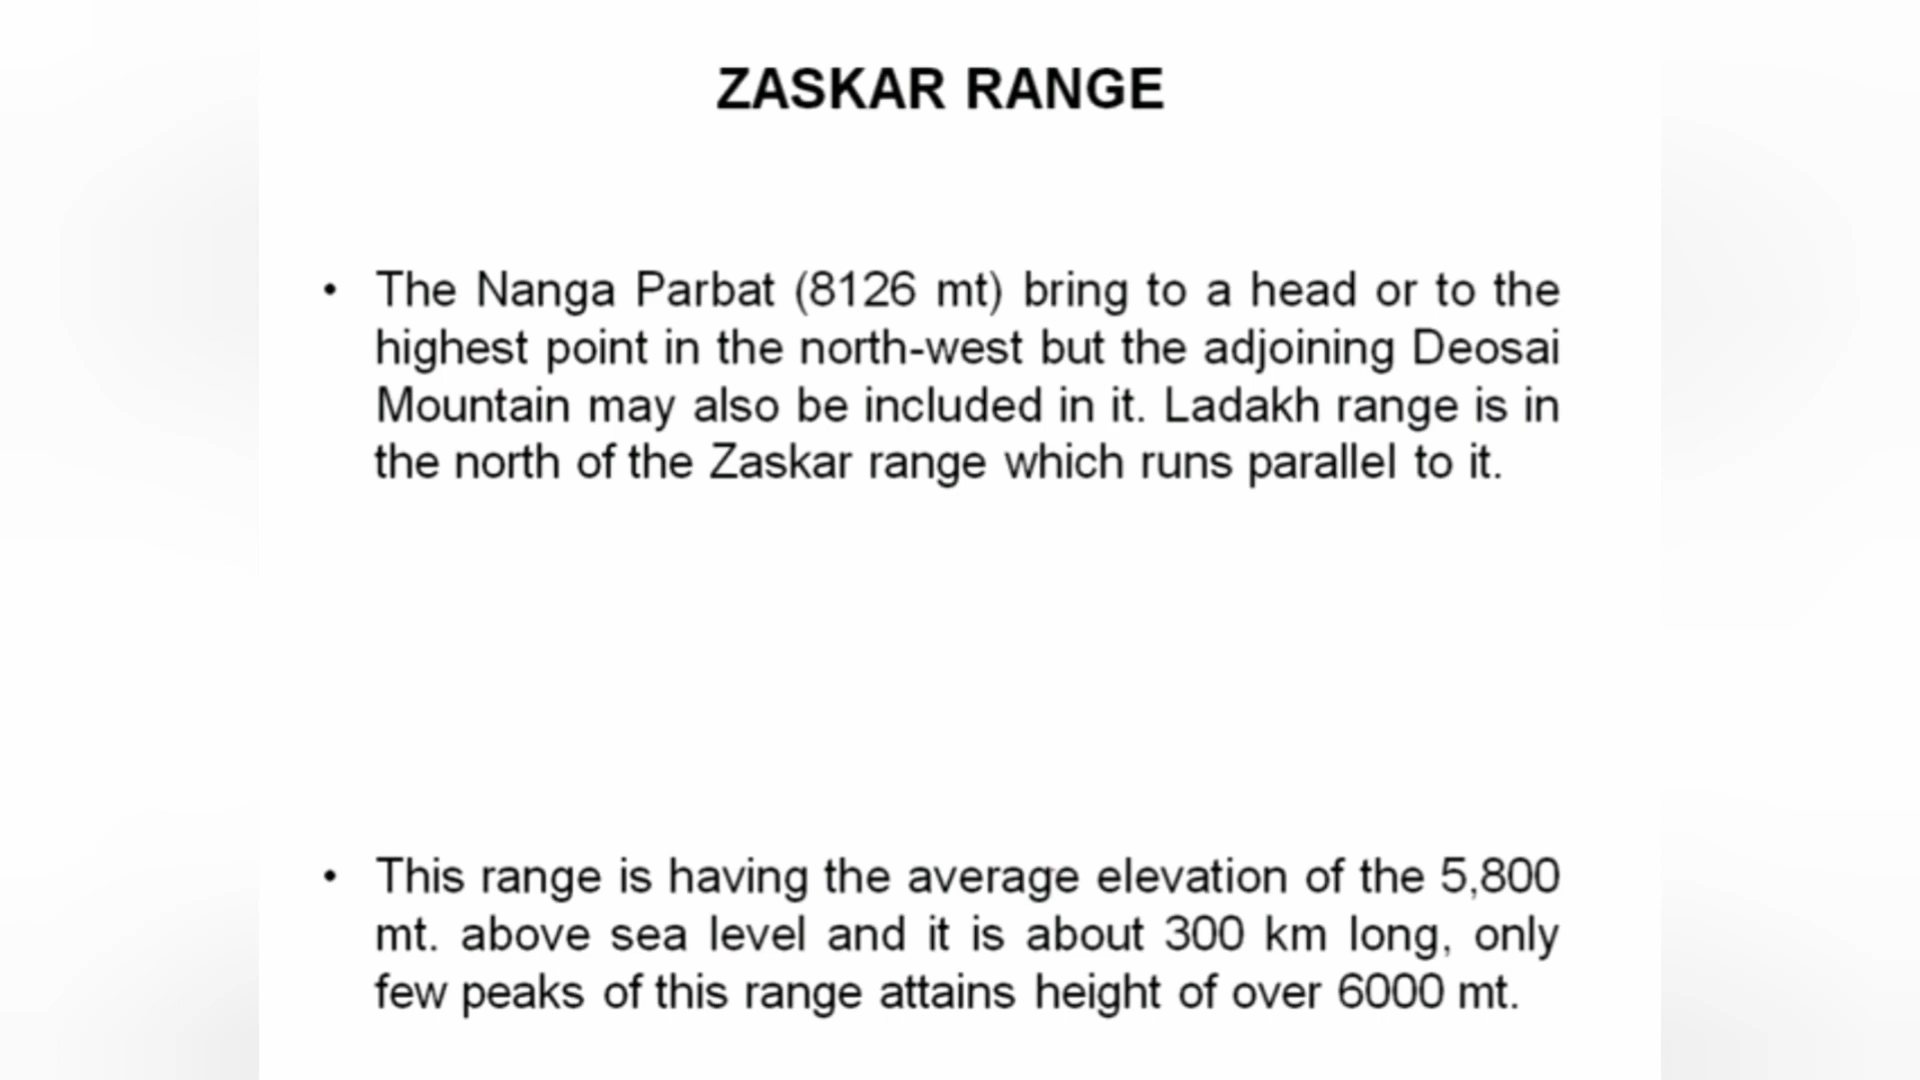 ZASKAR RANGE
• The Nanga Parbat (8126 mt) bring to a head or to the
highest point in the north-west but the adjoining Deosai
Mountain may also be included in it. Ladakh range is in
the north of the Zaskar range which runs parallel to it.
• This range is having the average elevation of the 5,800
mt. above sea level and it is about 300 km long, only
few peaks of this range attains height of over 6000 mt.